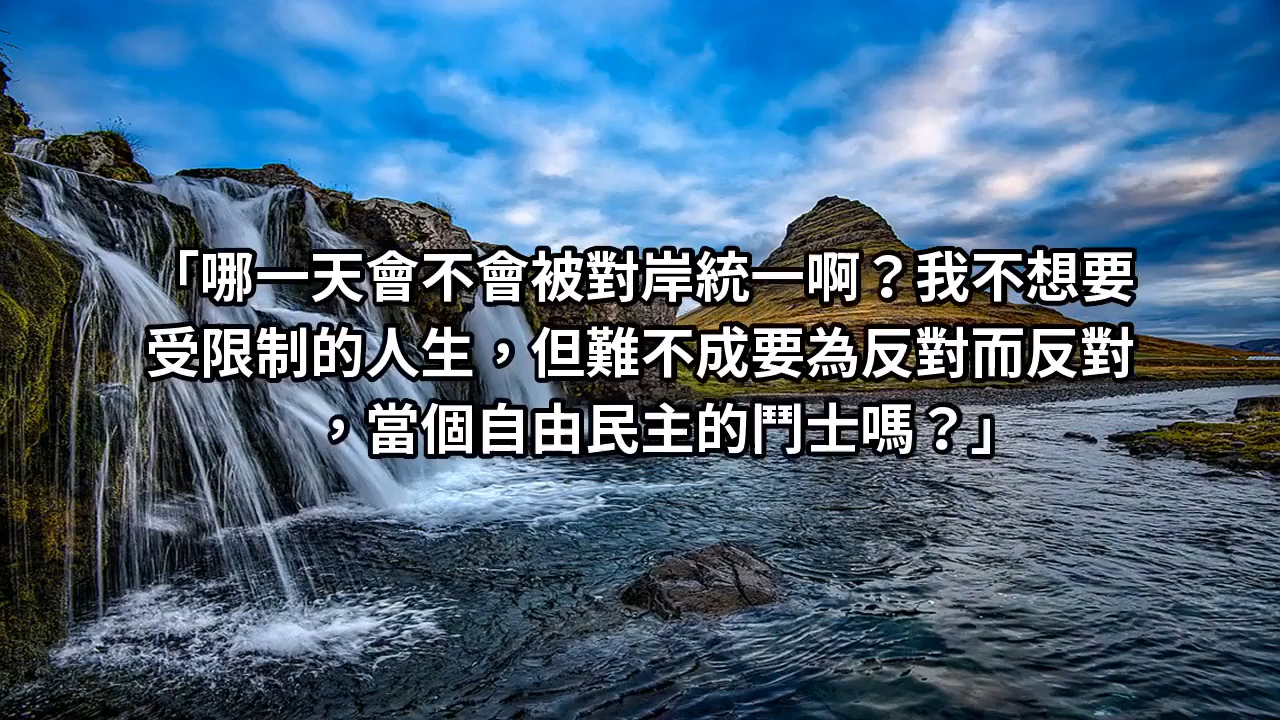 「哪一天會不會被對岸統一啊？我不想要
受限制的人生，但難不成要為反對而反對
，當個自由民主的鬥士嗎？」